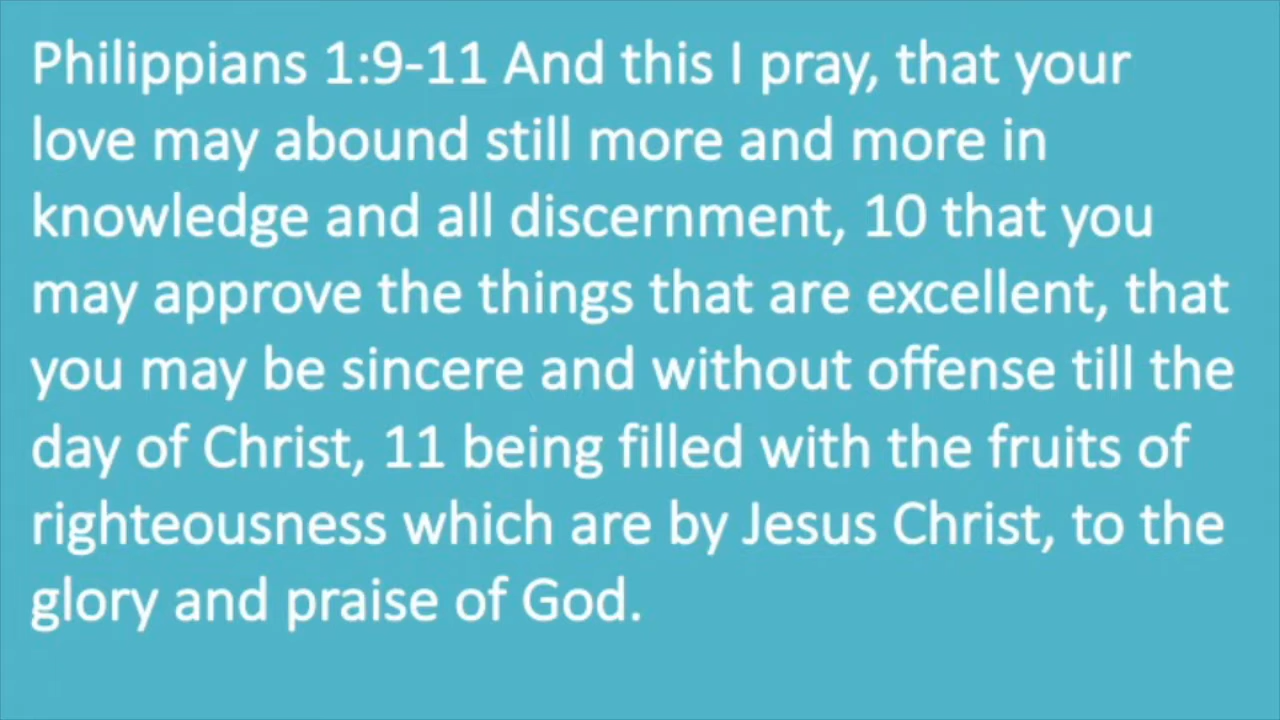 Philippians 1:9-11 And this I pray, that your
love may abound still more and more in
knowledge and all discernment, 10 that you
may approve the things that are excellent, that
you may be sincere and without offense till the
day of Christ, 11 being filled with the fruits of
righteousness which are by Jesus Christ, to the
glory and praise of God.